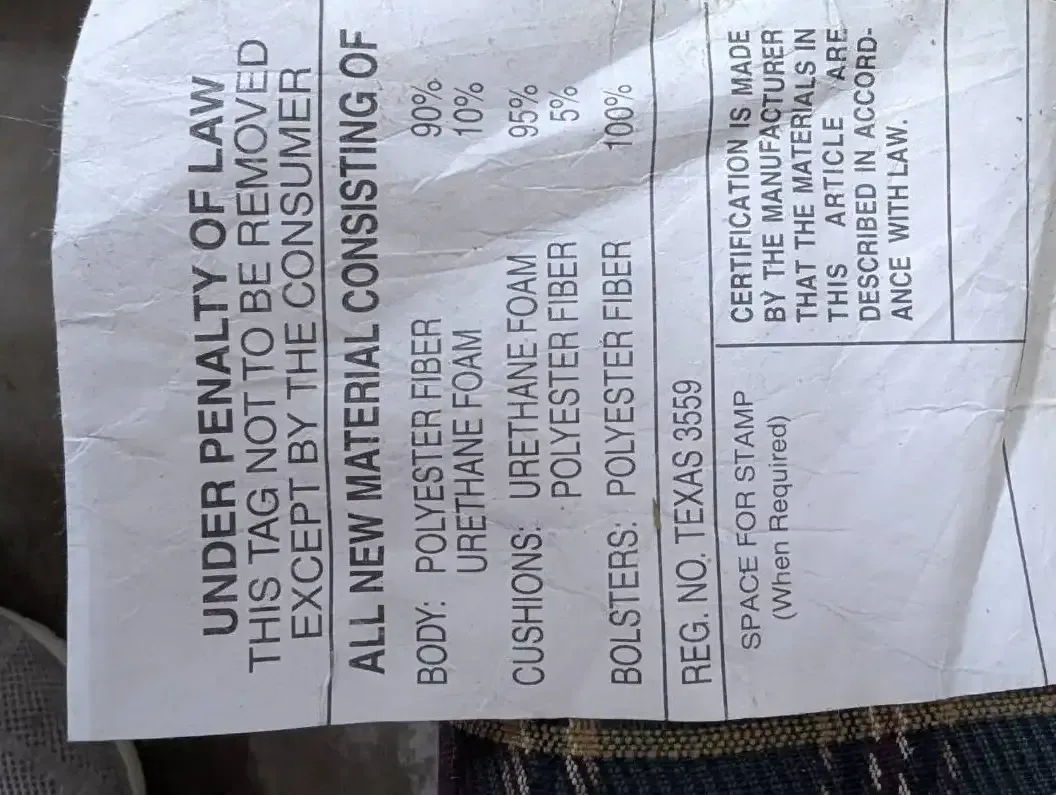 UNDER PENALTY OF LAW
THIS TAG NOT TO BE REMOVED
EXCEPT BY THE CONSUMER
ALL NEW MATERIAL CONSISTING OF
BODY: POLYESTER FIBER 90%
URETHANE FOAM 10%
CUSHIONS: URETHANE FOAM 95%
POLYESTER FIBER 5%
BOLSTERS: POLYESTER FIBER 100%
REG. NO. TEXAS 3559
SPACE FOR STAMP
(When Required)
CERTIFICATION IS MADE
BY THE MANUFACTURER
THAT THE MATERIALS IN
THIS ARTICLE ARE
DESCRIBED IN ACCORD-
ANCE WITH LAW.